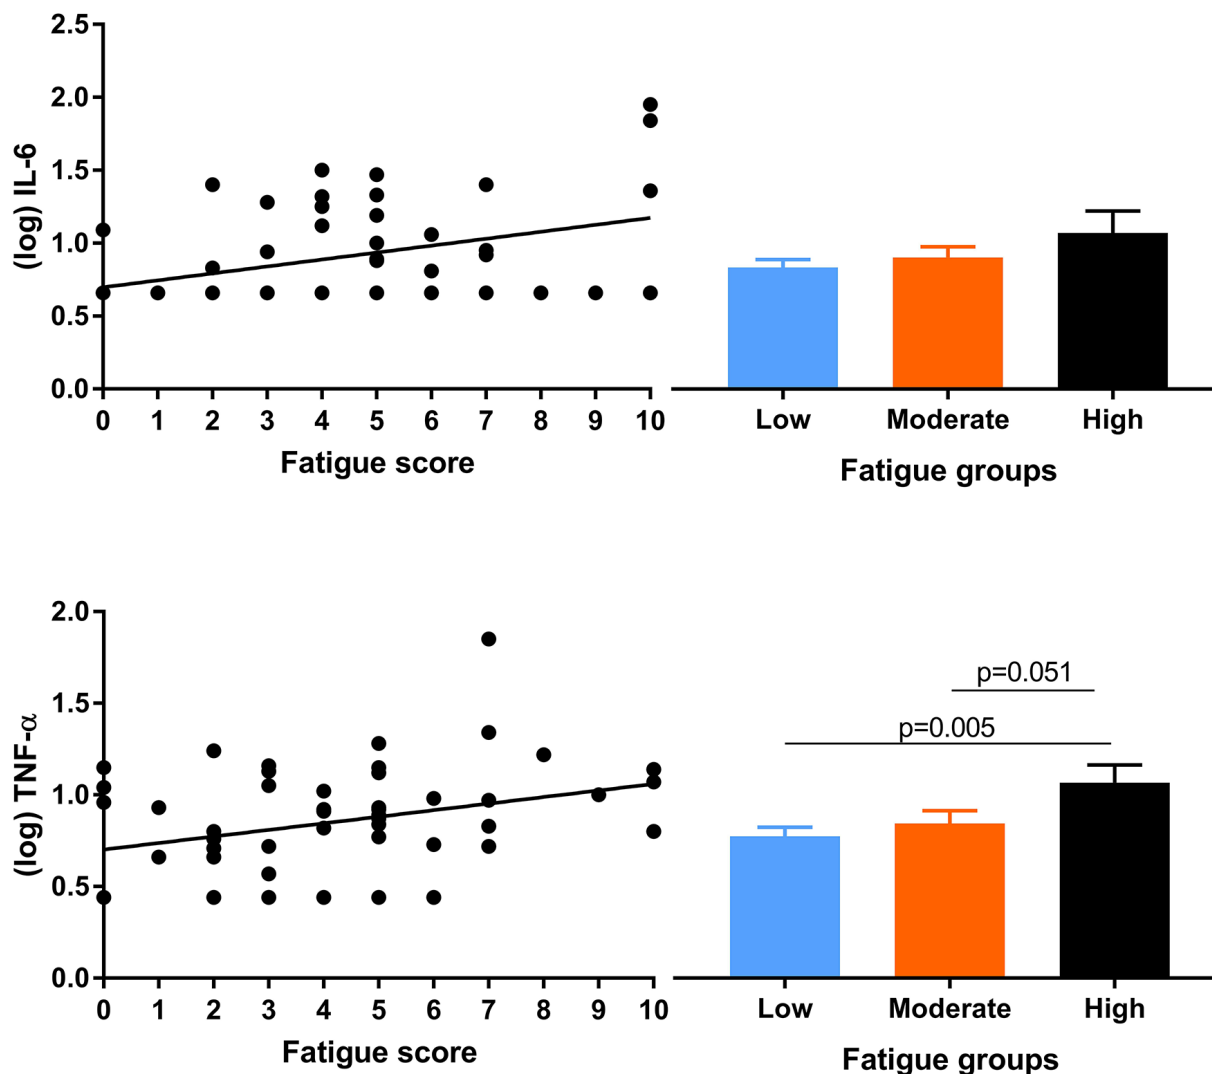 2.5
2.0
1.5
1.0
0.5
0.0
(log) IL-6
0 1 2 3 4 5 6 7 8 9 10
Fatigue score
Low Moderate High
Fatigue groups
2.0
1.5
1.0
0.5
0.0
(log) TNF-α
0 1 2 3 4 5 6 7 8 9 10
Fatigue score
p=0.051
p=0.005
Low Moderate High
Fatigue groups